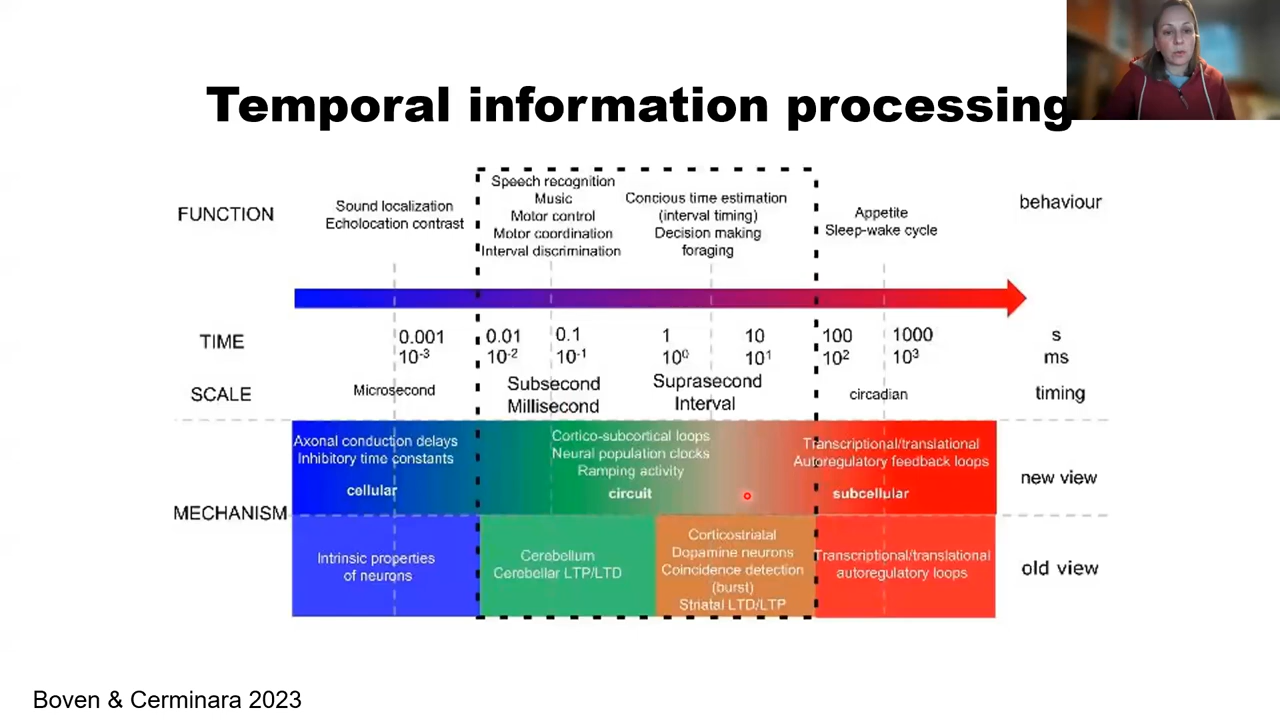 Temporal information processing
FUNCTION
Sound localization
Echolocation contrast
Speech recognition
Music
Motor control
Motor coordination
Interval discrimination
Concious time estimation
(interval timing)
Decision making
foraging
Appetite
Sleep-wake cycle
behaviour
TIME
0.001 0.01 0.1 1 10 100 1000 s
10⁻³ 10⁻² 10⁻¹ 10⁰ 10¹ 10² 10³ ms
SCALE
Microsecond
Subsecond
Millisecond
Suprasecond
Interval
circadian
timing
MECHANISM
Axonal conduction delays
Inhibitory time constants
cellular
Cortico-subcortical loops
Neural population clocks
Ramping activity
circuit
Transcriptional/translational
Autoregulatory feedback loops
subcellular
new view
Intrinsic properties
of neurons
Cerebellum
Cerebellar LTP/LTD
Corticostriatal
Dopamine neurons
Coincidence detection
(burst)
Striatal LTD/LTP
Transcriptional/translational
autoregulatory loops
old view
Boven & Cerminara 2023